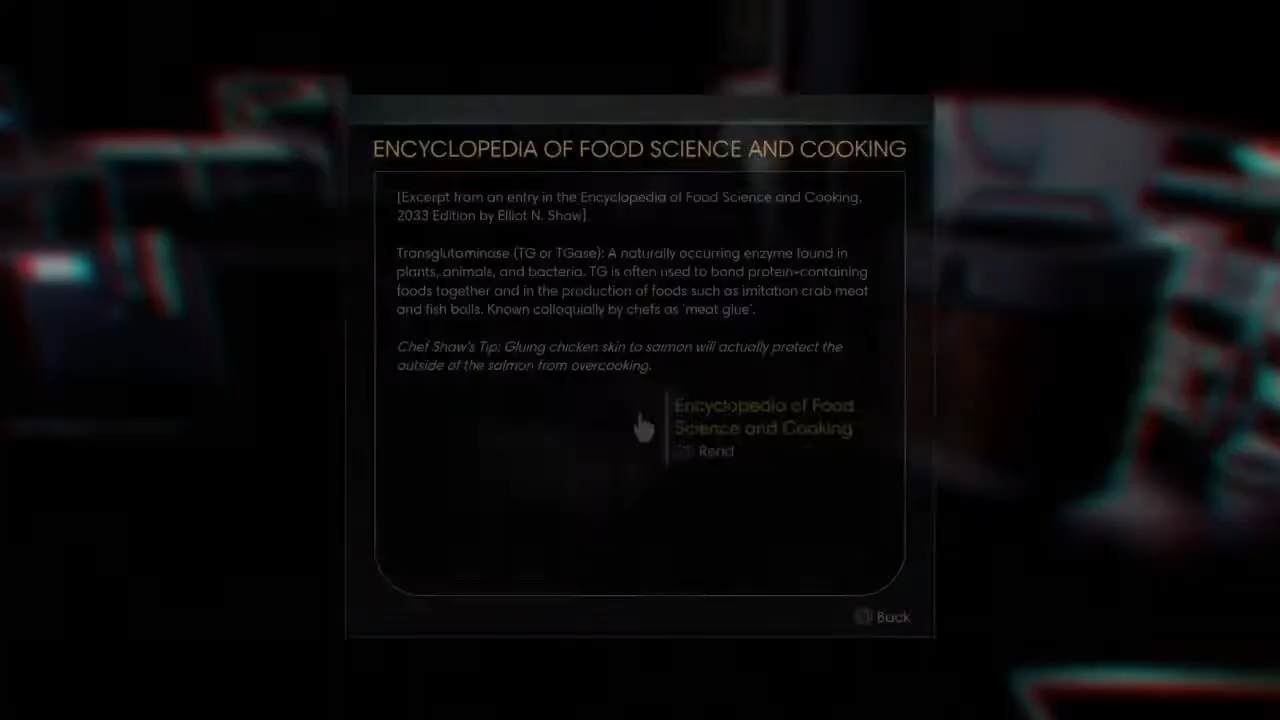 ENCYCLOPEDIA OF FOOD SCIENCE AND COOKING
[Excerpt from an entry in the Encyclopedia of Food Science and Cooking,
2033 Edition by Elliot N. Shaw]
Transglutaminase (TG or TGase): A naturally occurring enzyme found in
plants, animals, and bacteria. TG is often used to bond protein-containing
foods together and in the production of foods such as imitation crab meat
and fish balls. Known colloquially by chefs as 'meat glue'.
Chef Shaw's Tip: Gluing chicken skin to salmon will actually protect the
outside of the salmon from overcooking.
Encyclopedia of Food
Science and Cooking
Read
Back